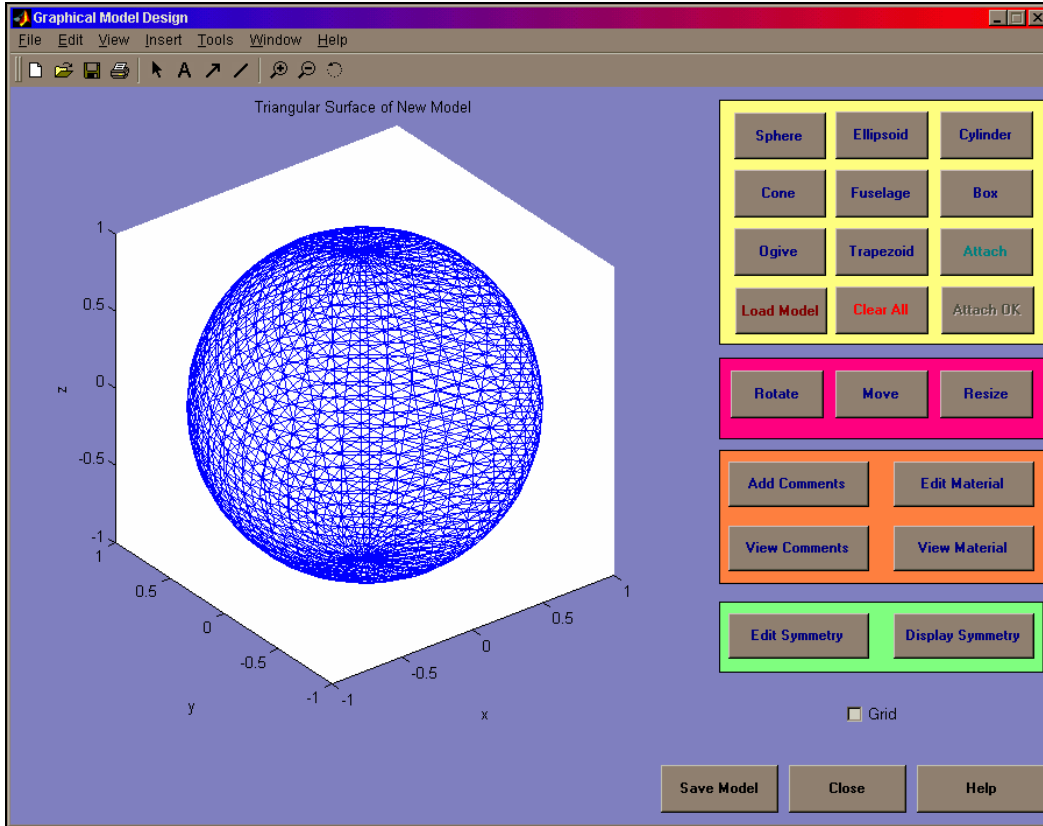 Graphical Model Design
File Edit View Insert Tools Window Help
A
Triangular Surface of New Model
1
0.5
0
-0.5
-1
z
1
0.5
0
-0.5
-1
y
-1
-0.5
0
0.5
1
x
Sphere Ellipsoid Cylinder
Cone Fuselage Box
Ogive Trapezoid Attach
Load Model Clear All Attach OK
Rotate Move Resize
Add Comments Edit Material
View Comments View Material
Edit Symmetry Display Symmetry
Grid
Save Model Close Help